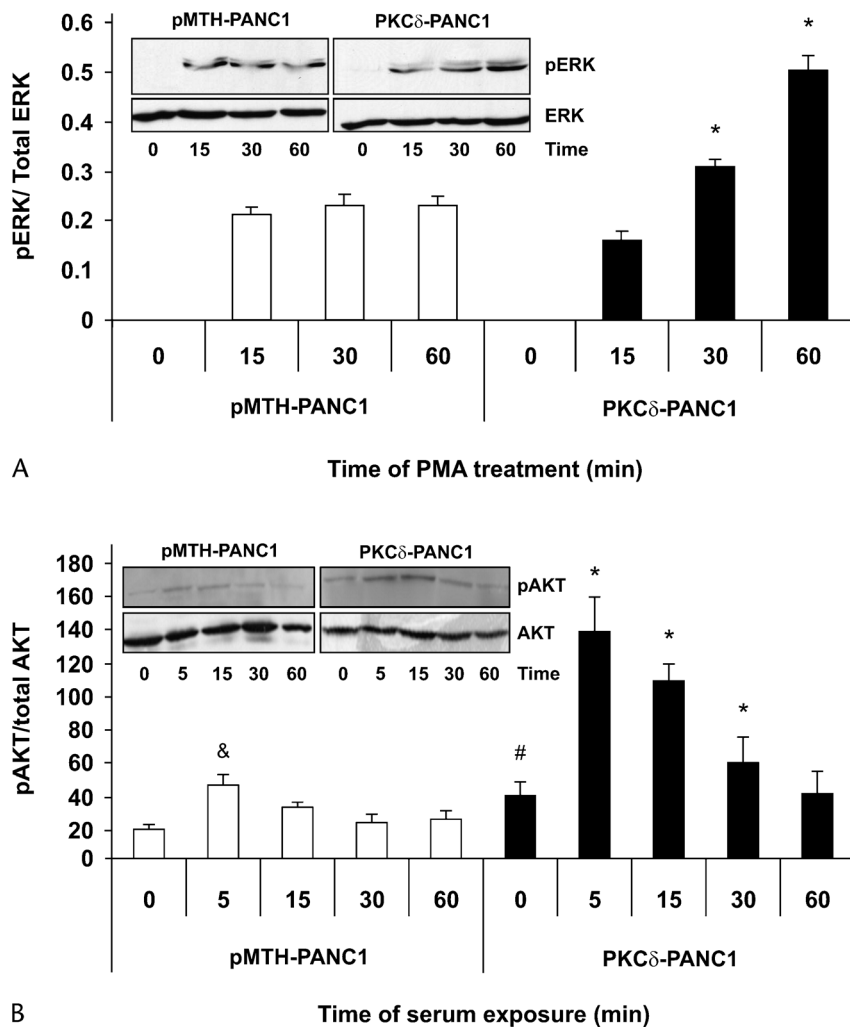 pMTH-PANC1 PKCδ-PANC1
pERK
ERK
0 15 30 60 0 15 30 60 Time
pERK/ Total ERK
0.6
0.5
0.4
0.3
0.2
0.1
0
* *
0 15 30 60 0 15 30 60
pMTH-PANC1 PKCδ-PANC1
A Time of PMA treatment (min)
pMTH-PANC1 PKCδ-PANC1
pAKT
AKT
0 5 15 30 60 0 5 15 30 60 Time
pAKT/total AKT
180
160
140
120
100
80
60
40
20
0
& # * * *
0 5 15 30 60 0 5 15 30 60
pMTH-PANC1 PKCδ-PANC1
B Time of serum exposure (min)